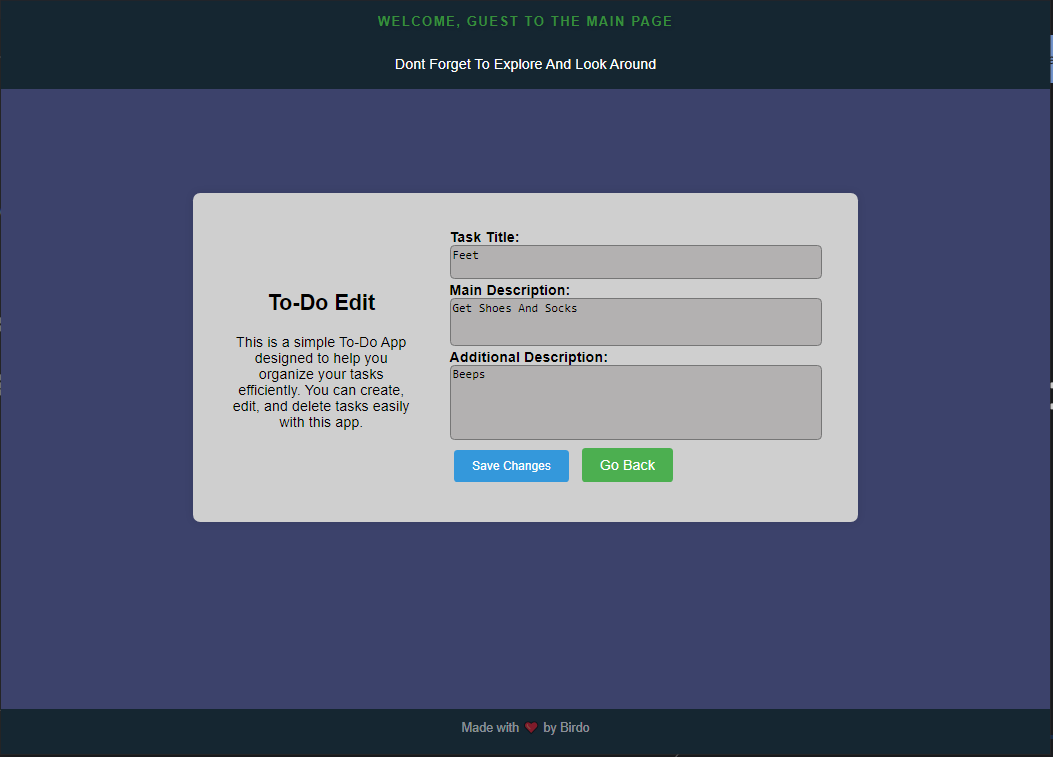 WELCOME, GUEST TO THE MAIN PAGE
Dont Forget To Explore And Look Around
To-Do Edit
This is a simple To-Do App
designed to help you
organize your tasks
efficiently. You can create,
edit, and delete tasks easily
with this app.
Task Title:
Feet
Main Description:
Get Shoes And Socks
Additional Description:
Beeps
Save Changes
Go Back
Made with ❤ by Birdo